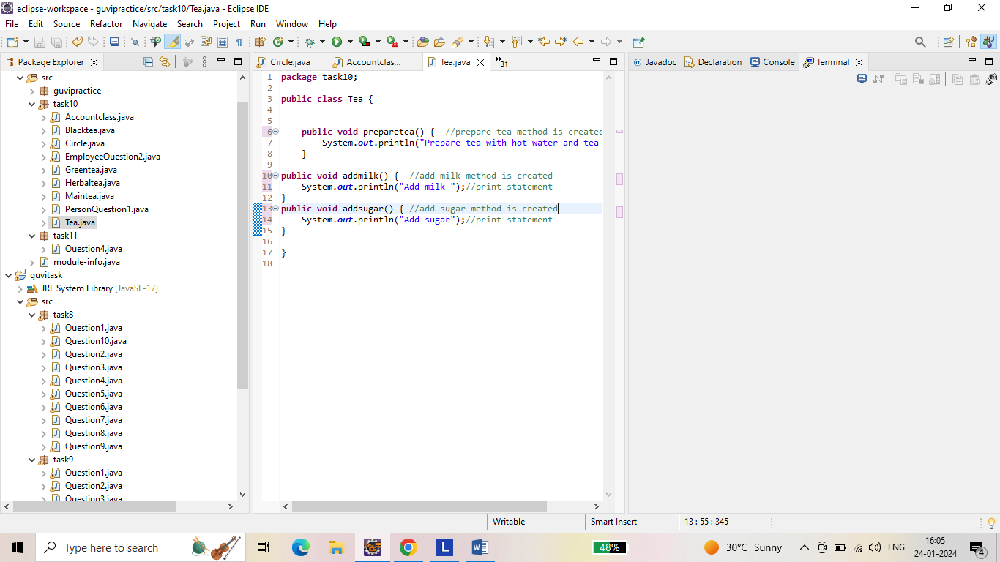 eclipse-workspace - guvipractice/src/task10/Tea.java - Eclipse IDE
File Edit Source Refactor Navigate Search Project Run Window Help
Package Explorer
src
guvipractice
task10
Accountclass.java
Blacktea.java
Circle.java
EmployeeQuestion2.java
Greentea.java
Herbaltea.java
Maintea.java
PersonQuestion1.java
Tea.java
task11
Question4.java
module-info.java
guvitask
JRE System Library [JavaSE-17]
src
task8
Question1.java
Question10.java
Question2.java
Question3.java
Question4.java
Question5.java
Question6.java
Question7.java
Question8.java
Question9.java
task9
Question1.java
Question2.java
Question3.java
Circle.java Accountclas... Tea.java 31
1 package task10;
2
3 public class Tea {
4
5
6 public void preparetea() { //prepare tea method is created
7 System.out.println("Prepare tea with hot water and tea
8 }
9
10 public void addmilk() { //add milk method is created
11 System.out.println("Add milk ");//print statement
12 }
13 public void addsugar() { //add sugar method is created
14 System.out.println("Add sugar");//print statement
15 }
16
17 }
18
@ Javadoc Declaration Console Terminal
Writable Smart Insert 13 : 55 : 345
Type here to search
JAVA EE IDE
L
W
48%
30°C Sunny
ENG
16:05
24-01-2024
4